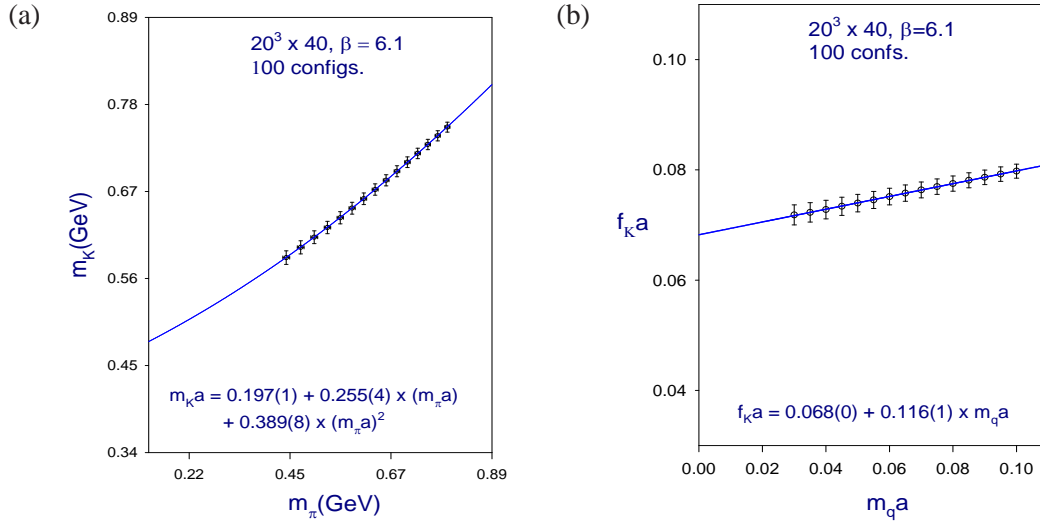 (a)
0.89
0.78
0.67
0.56
0.45
0.34
m_K(GeV)
20³ x 40, β = 6.1
100 configs.
m_Ka = 0.197(1) + 0.255(4) x (m_πa)
+ 0.389(8) x (m_πa)²
0.22 0.45 0.67 0.89
m_π(GeV)
(b)
0.10
0.08
0.06
0.04
f_Ka
20³ x 40, β=6.1
100 confs.
f_Ka = 0.068(0) + 0.116(1) x m_qa
0.00 0.02 0.04 0.06 0.08 0.10
m_qa